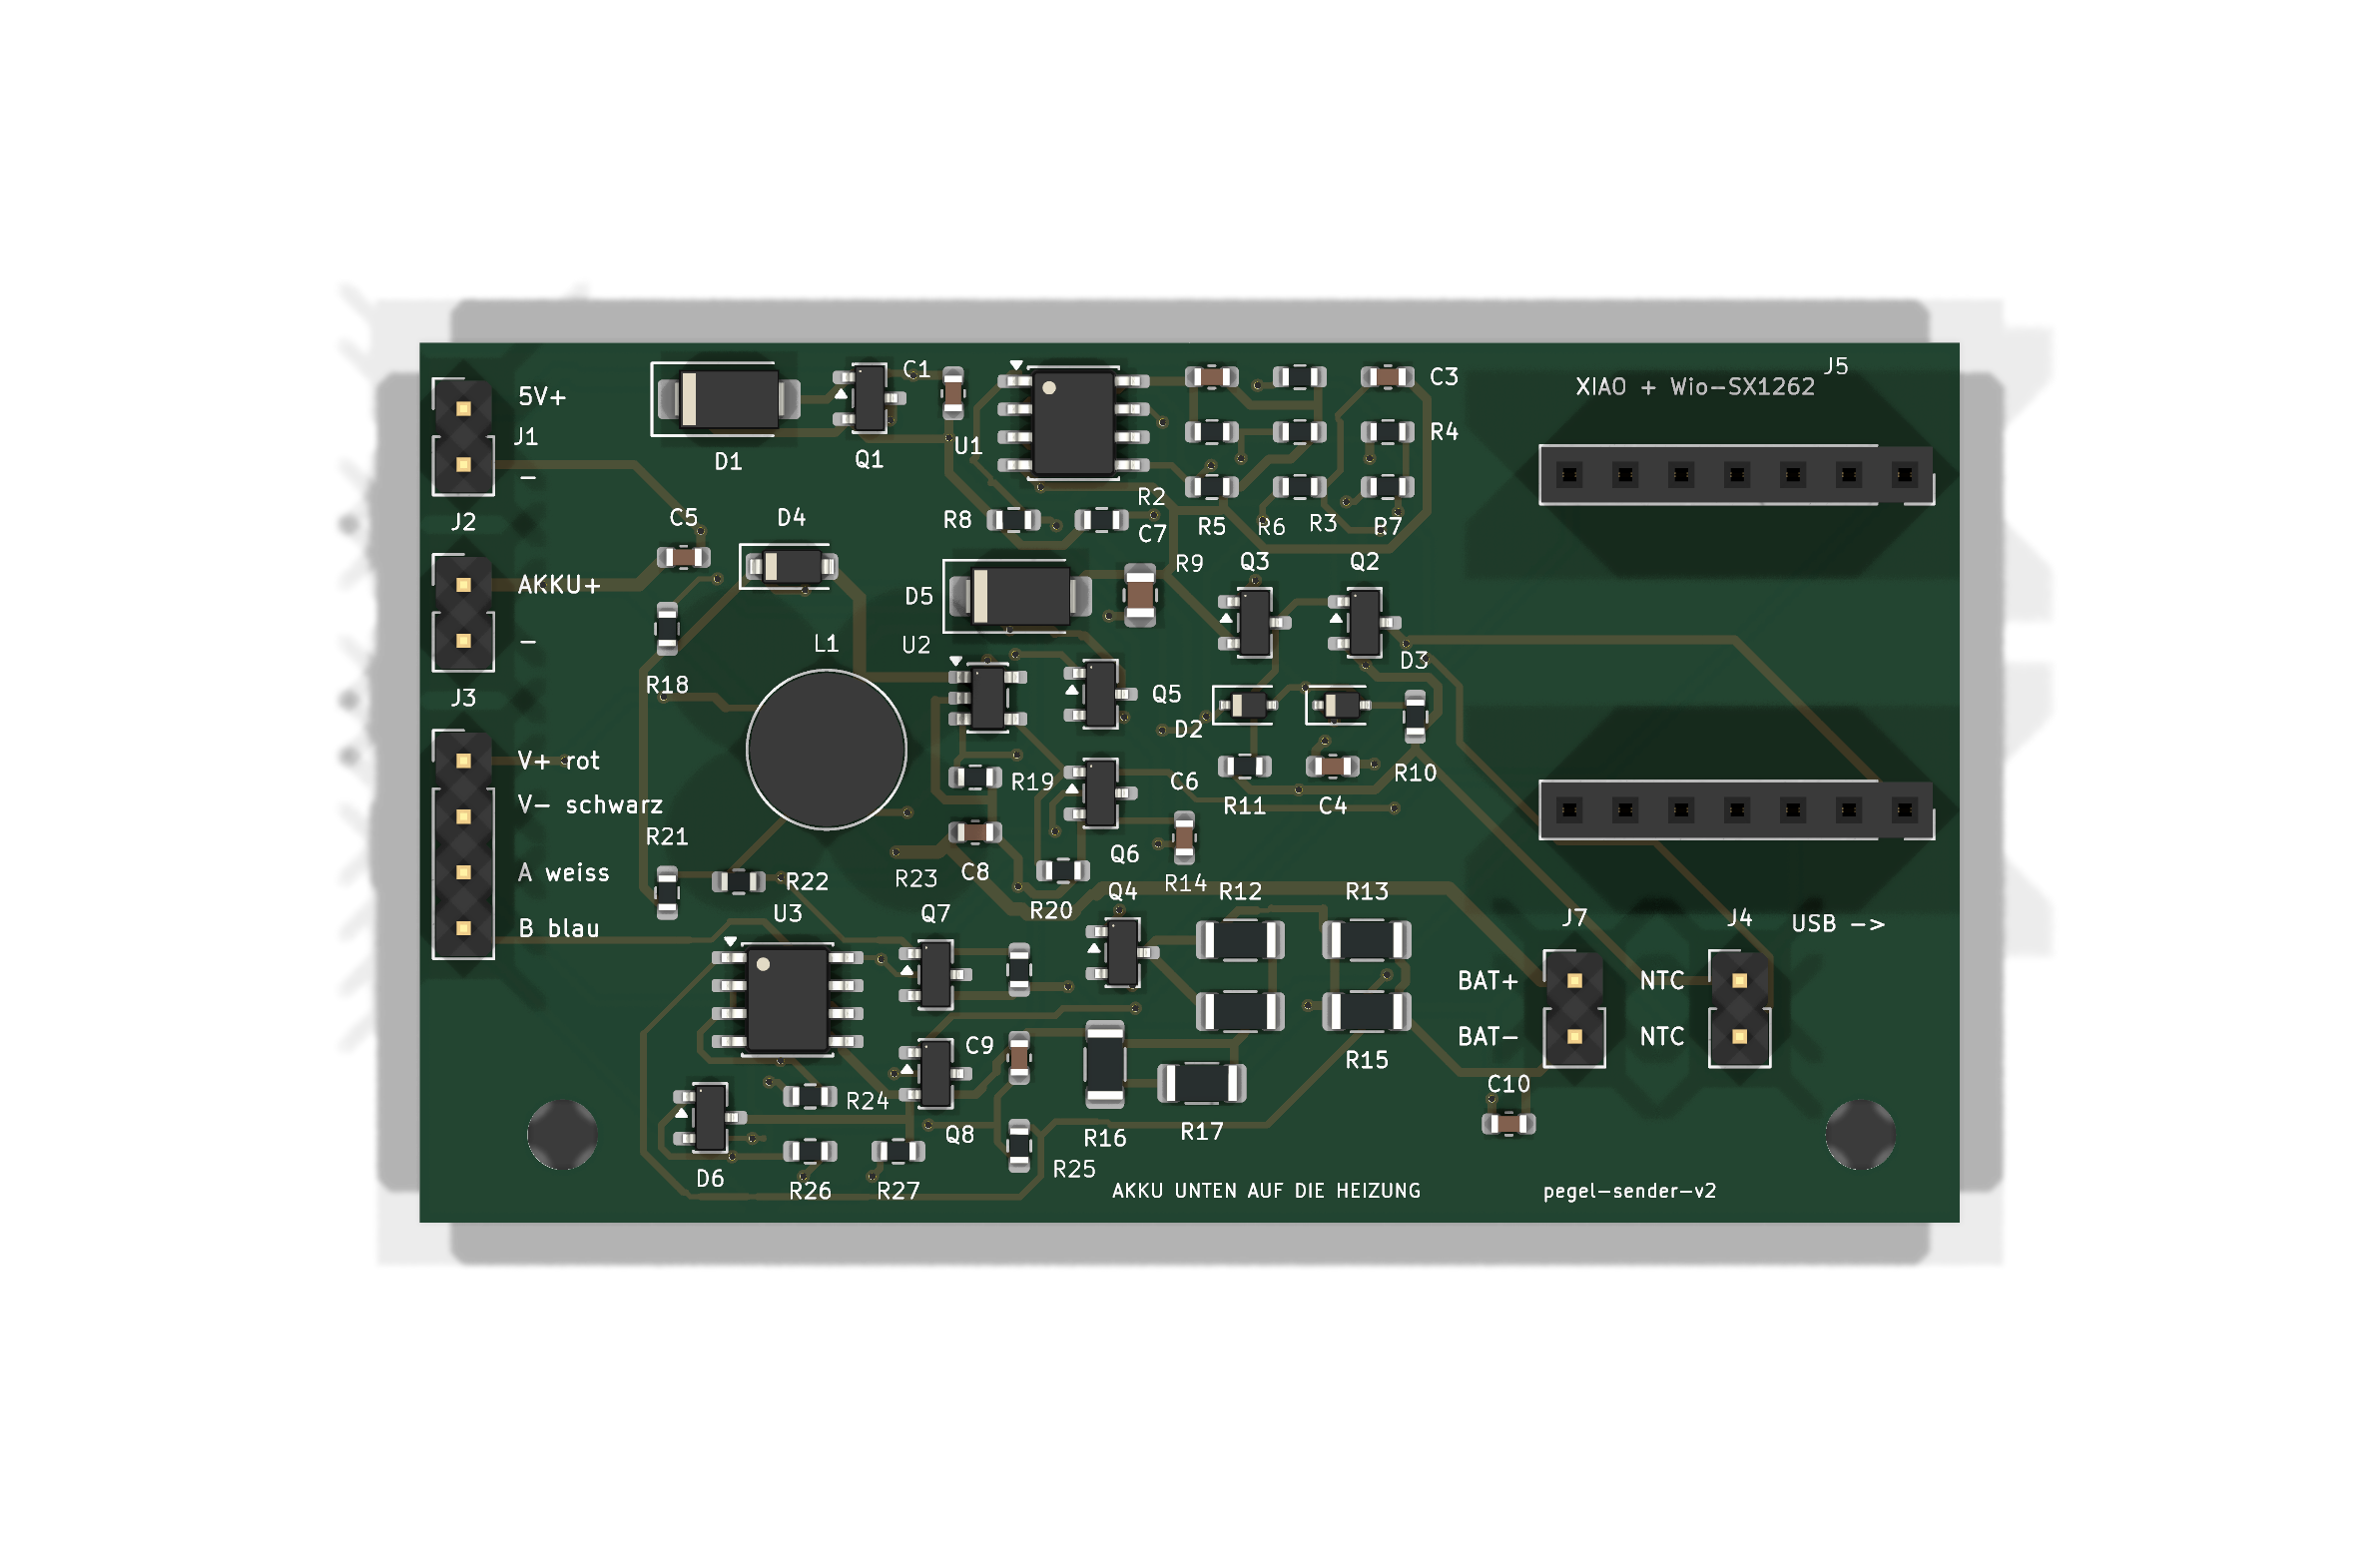 J5
C1
C3
XIAO + Wio-SX1262
5V+
J1
R4
U1
Q1
D1
-
R2
J2
C5
D4
R8
C7
R5
R6
R3
R7
R9
Q3
Q2
AKKU+
D5
-
L1
U2
D3
R18
Q5
J3
D2
V+ rot
R19
C6
R10
V- schwarz
R11
C4
R21
Q6
A weiss
R22
R23
C8
R14
R12
R13
U3
Q7
R20
Q4
J7
J4
USB ->
B blau
BAT+
NTC
BAT-
NTC
C9
R15
C10
R24
Q8
R16
R17
D6
R25
R26
R27
AKKU UNTEN AUF DIE HEIZUNG
pegel-sender-v2